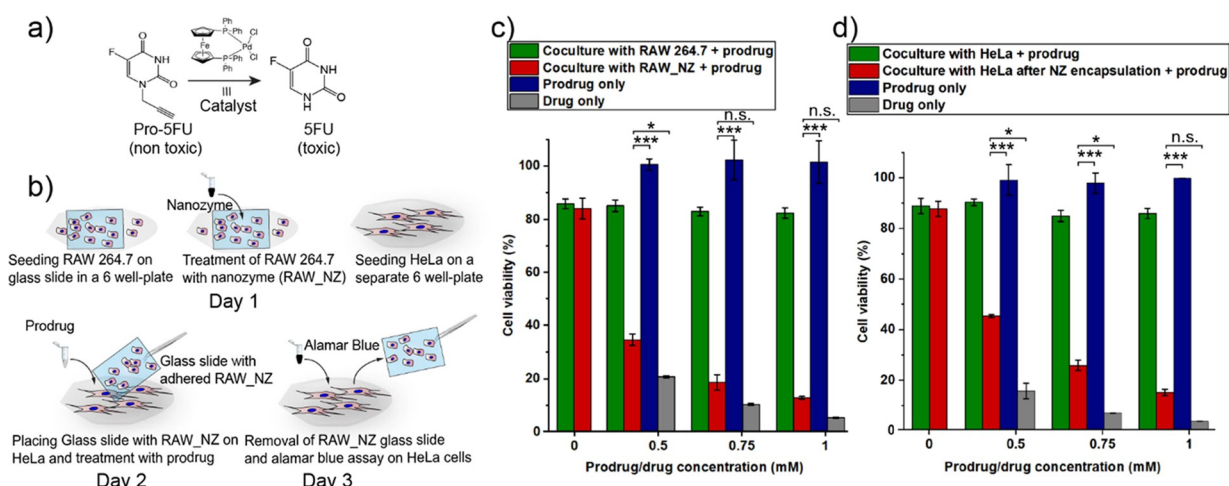 a)
F
O
NH
N
O
Ph
P
Ph
Cl
Fe
Pd
P
Cl
Ph
Ph
Catalyst
F
O
NH
N
H
O
Pro-5FU
(non toxic)
5FU
(toxic)
b)
Nanozyme
Seeding RAW 264.7 on
glass slide in a 6 well-plate
Treatment of RAW 264.7
with nanozyme (RAW_NZ)
Seeding HeLa on a
separate 6 well-plate
Day 1
Prodrug
Glass slide with
adhered RAW_NZ
Alamar Blue
Placing Glass slide with RAW_NZ on
HeLa and treatment with prodrug
Removal of RAW_NZ glass slide
and alamar blue assay on HeLa cells
Day 2
Day 3
c)
Coculture with RAW 264.7 + prodrug
Coculture with RAW_NZ + prodrug
Prodrug only
Drug only
n.s.
n.s.
*
***
***
***
Cell viability (%)
100
80
60
40
20
0
0
0.5
0.75
1
Prodrug/drug concentration (mM)
d)
Coculture with HeLa + prodrug
Coculture with HeLa after NZ encapsulation + prodrug
Prodrug only
Drug only
*
*
n.s.
***
***
***
Cell viability (%)
100
80
60
40
20
0
0
0.5
0.75
1
Prodrug/drug concentration (mM)